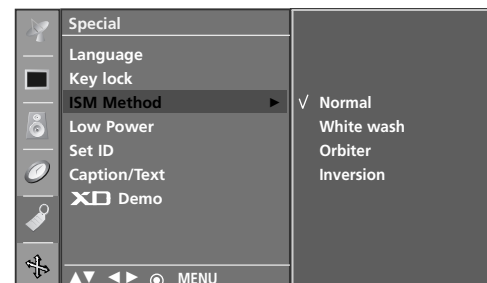 Special
Language
Key lock
ISM Method ►
Low Power
Set ID
Caption/Text
XD Demo
▲▼ ◄► ⊙ MENU
√ Normal
White wash
Orbiter
Inversion